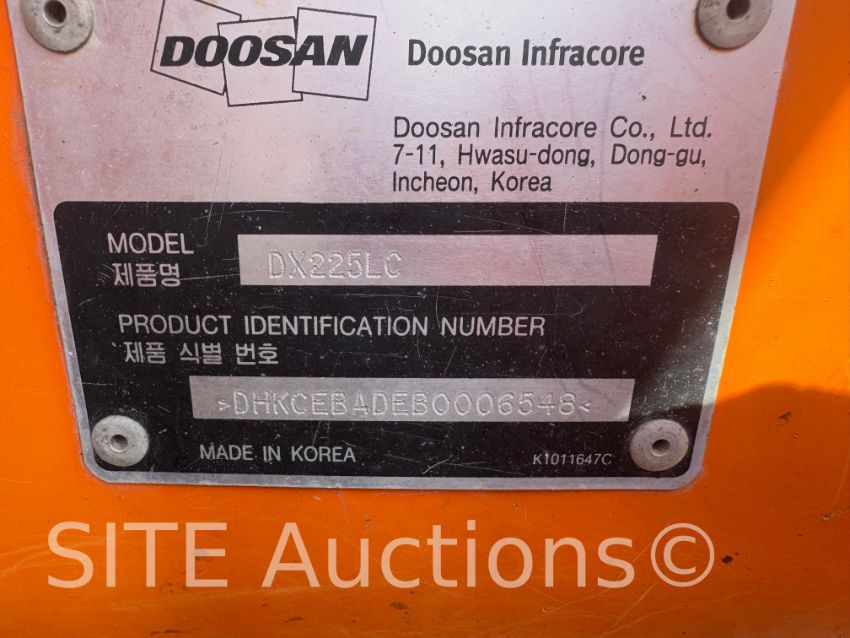 DOOSAN Doosan Infracore
Doosan Infracore Co., Ltd.
7-11, Hwasu-dong, Dong-gu,
Incheon, Korea
MODEL DX225LC
제품명
PRODUCT IDENTIFICATION NUMBER
제품 식별 번호
>DHKCEBADEB0006548<
MADE IN KOREA K1011647C
SITE Auctions©